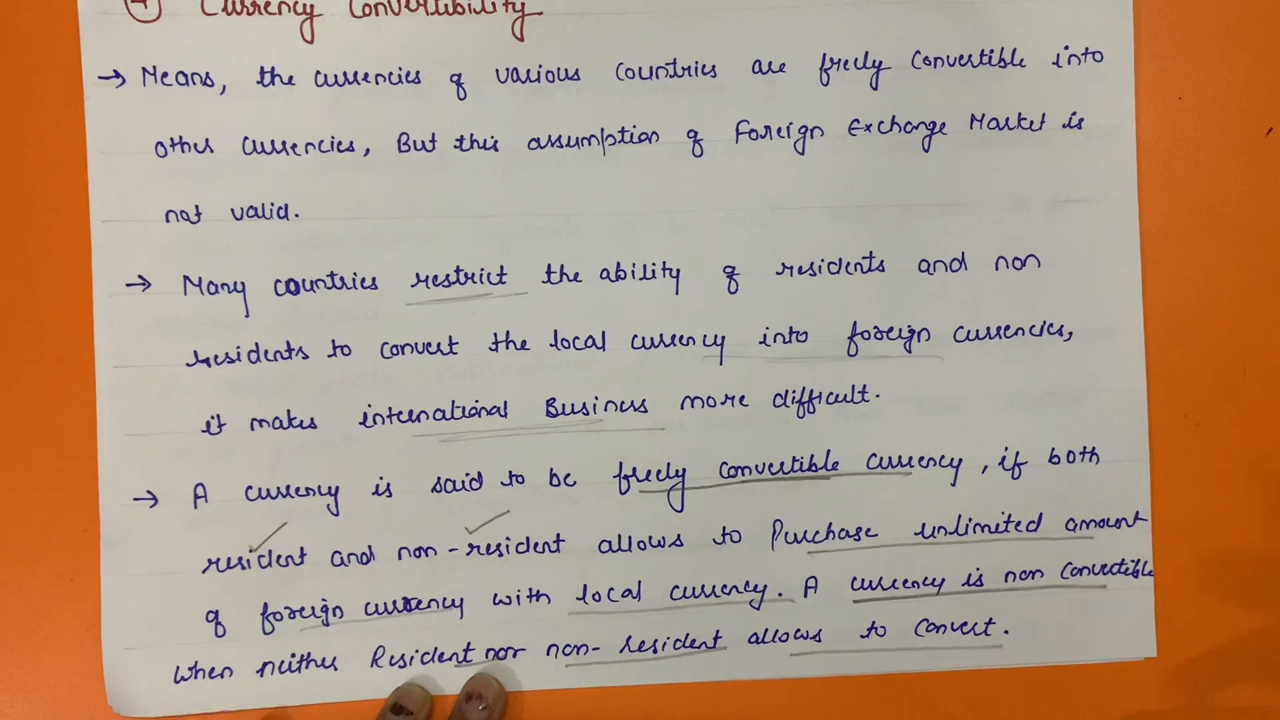 ④ Currency Convertibility
→ Means, the currencies of various countries are freely convertible into
other currencies, But this assumption of Foreign Exchange Market is
not valid.
→ Many countries restrict the ability of residents and non
residents to convert the local currency into foreign currencies,
it makes international Business more difficult.
→ A currency is said to be freely convertible currency, if both
resident and non-resident allows to Purchase unlimited amount
of foreign currency with local currency. A currency is non convertible
when neither Resident nor non-resident allows to convert.